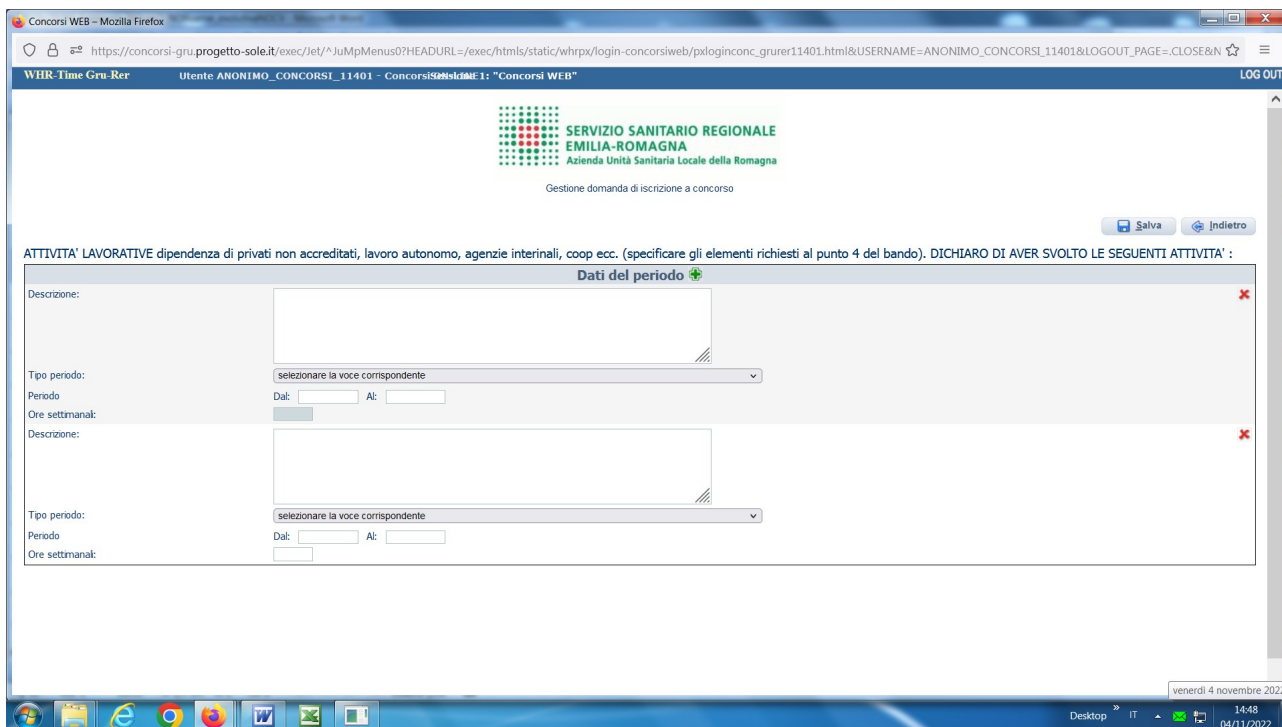 Concorsi WEB – Mozilla Firefox
https://concorsi-gru.progetto-sole.it/exec/Jet/^JuMpMenus0?HEADURL=/exec/htmls/static/whrpx/login-concorsiweb/pxloginconc_grurer11401.html&USERNAME=ANONIMO_CONCORSI_11401&LOGOUT_PAGE=.CLOSE&N
WHR-Time Gru-Rer Utente ANONIMO_CONCORSI_11401 - Concorsi 1: "Concorsi WEB" LOG OUT
SERVIZIO SANITARIO REGIONALE
EMILIA-ROMAGNA
Azienda Unità Sanitaria Locale della Romagna
Gestione domanda di iscrizione a concorso
Salva Indietro
ATTIVITA' LAVORATIVE dipendenza di privati non accreditati, lavoro autonomo, agenzie interinali, coop ecc. (specificare gli elementi richiesti al punto 4 del bando). DICHIARO DI AVER SVOLTO LE SEGUENTI ATTIVITA' :
Dati del periodo
Descrizione:
Tipo periodo: selezionare la voce corrispondente
Periodo Dal: Al:
Ore settimanali:
Descrizione:
Tipo periodo: selezionare la voce corrispondente
Periodo Dal: Al:
Ore settimanali:
venerdì 4 novembre 2022
Desktop » IT 14:48
04/11/2022